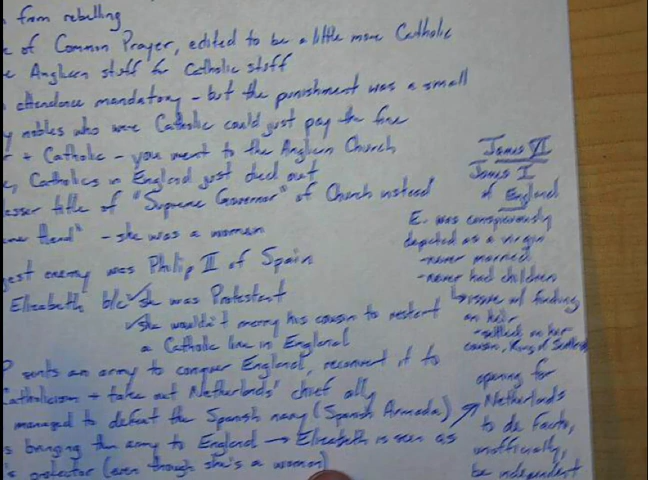 from rebelling
of Common Prayer, edited to be a little more Catholic
Anglican stuff for Catholic stuff
attendance mandatory - but the punishment was a small
nobles who were Catholic could just pay the fine
+ Catholic - you went to the Anglican Church
Catholics in England just died out
lesser title of "Supreme Governor" of Church instead
Head" - she was a woman
enemy was Philip II of Spain
Elizabeth b/c she was Protestant
she wouldn't marry his cousin to restart
a Catholic line in England
sents an army to conquer England, reconvert it to
Catholicism + take out Netherlands' chief ally
managed to defeat the Spanish navy (Spanish Armada)
bringing the army to England → Elizabeth is seen as
protector (even though she's a woman)
James VI
James I
of England
E. was conspicuously
depicted as a virgin
- never married
- never had children
↳ issue w/ finding
an heir
- settled on her
cousin, King of Scotland
opening for
Netherlands
to de facto,
unofficially,
be independent